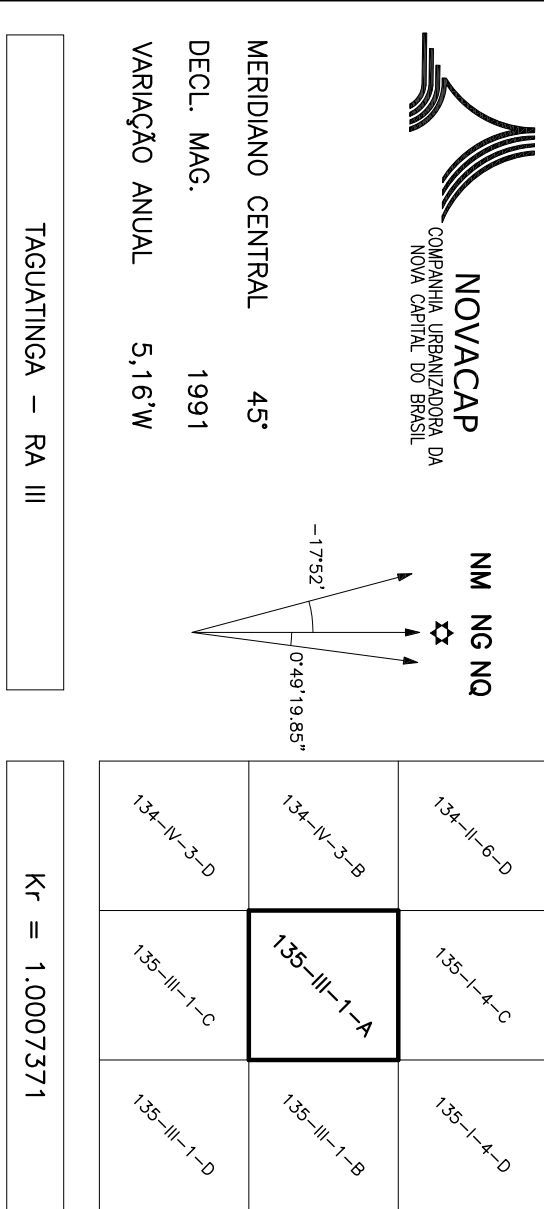 NOVACAP
COMPANHIA URBANIZADORA DA
NOVA CAPITAL DO BRASIL
MERIDIANO CENTRAL 45°
DECL. MAG. 1991
VARIAÇÃO ANUAL 5,16'W
TAGUATINGA – RA III
NM NG NQ
-17°52'
0°49'19.85"
134-II-6-D 135-I-4-C 135-I-4-D
134-IV-3-B 135-III-1-A 135-III-1-B
134-IV-3-D 135-III-1-C 135-III-1-D
Kr = 1.0007371